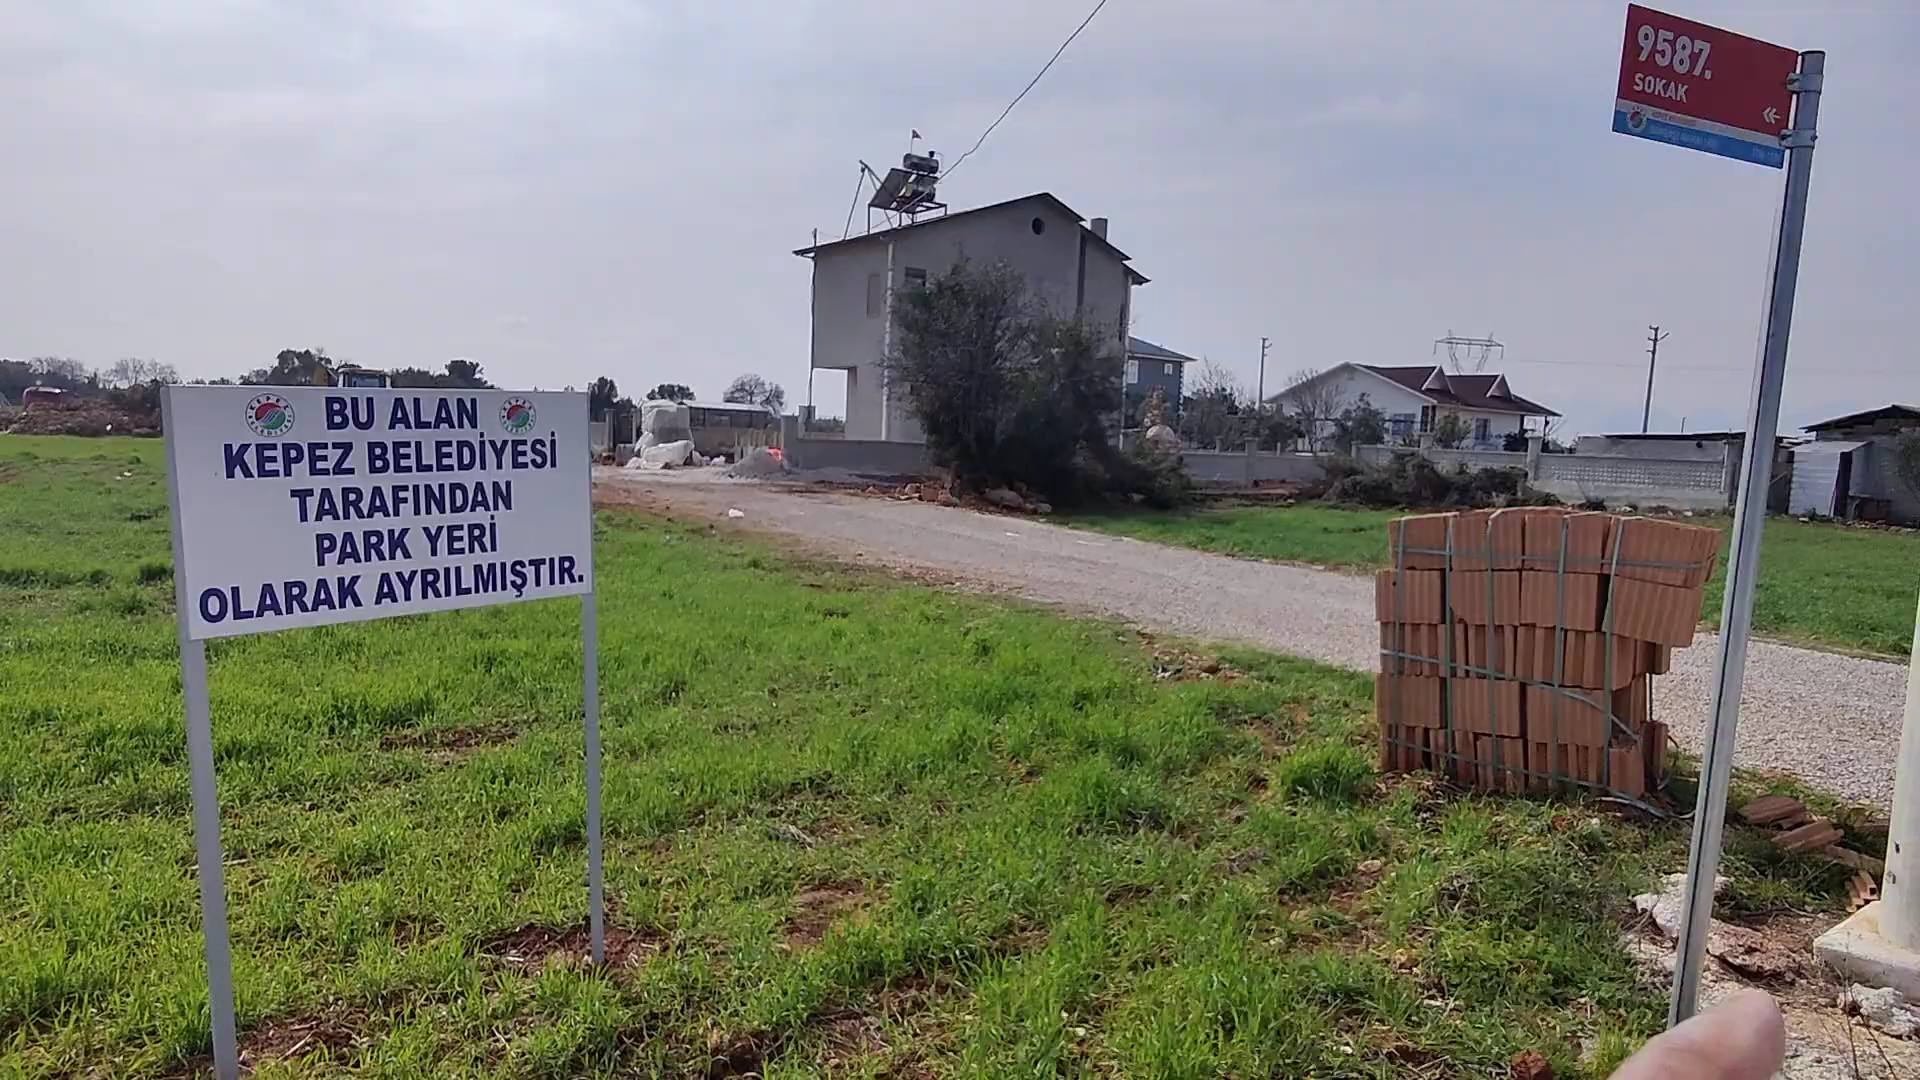 BU ALAN
KEPEZ BELEDİYESİ
TARAFINDAN
PARK YERİ
OLARAK AYRILMIŞTIR.
9587.
SOKAK